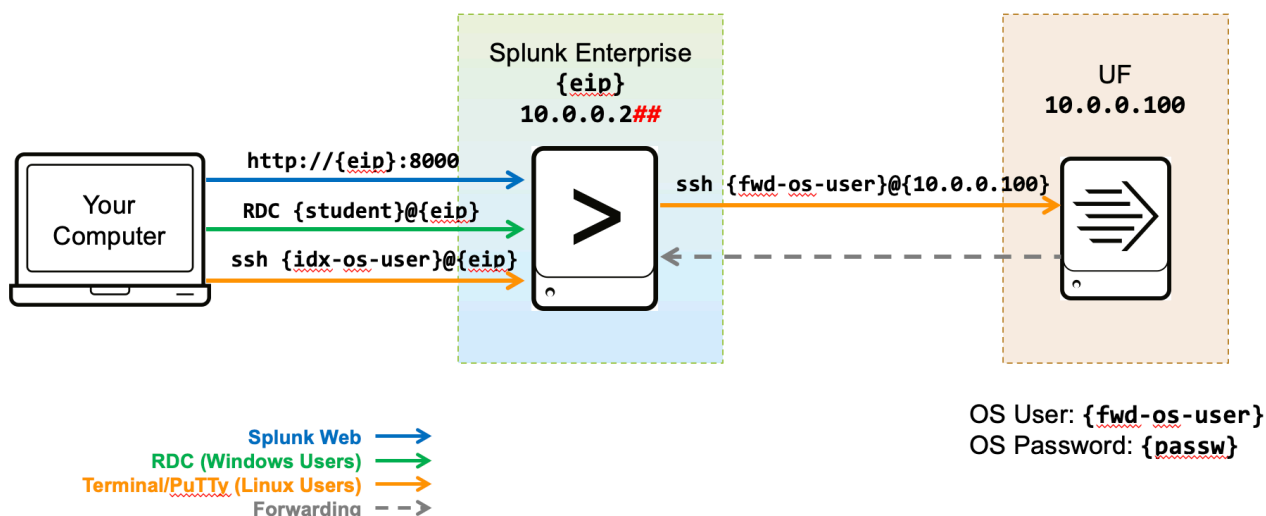 Splunk Enterprise
{eip}
10.0.0.2##
UF
10.0.0.100
Your
Computer
http://{eip}:8000
RDC {student}@{eip}
ssh {idx-os-user}@{eip}
>
ssh {fwd-os-user}@{10.0.0.100}
OS User: {fwd-os-user}
OS Password: {passw}
Splunk Web
RDC (Windows Users)
Terminal/PuTTy (Linux Users)
Forwarding